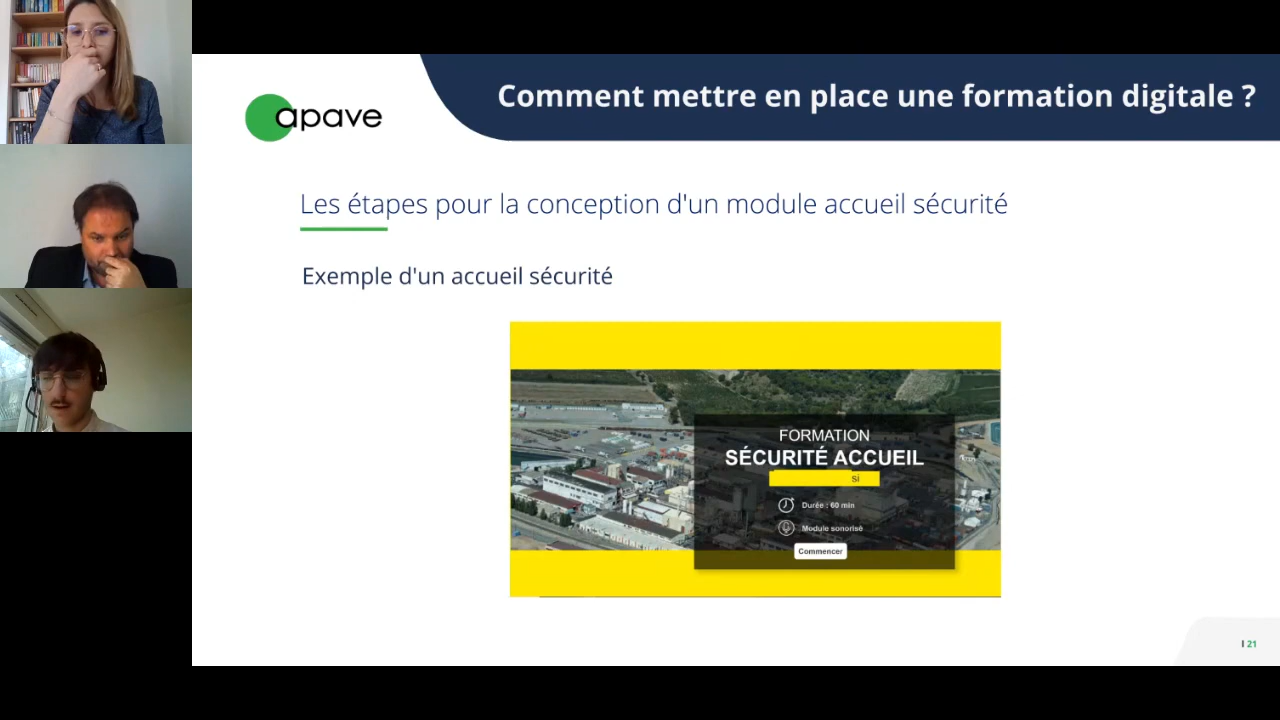 apave
Comment mettre en place une formation digitale ?
Les étapes pour la conception d'un module accueil sécurité
Exemple d'un accueil sécurité
FORMATION
SÉCURITÉ ACCUEIL
si
Durée : 60 min
Module sonorisé
Commencer
I 21